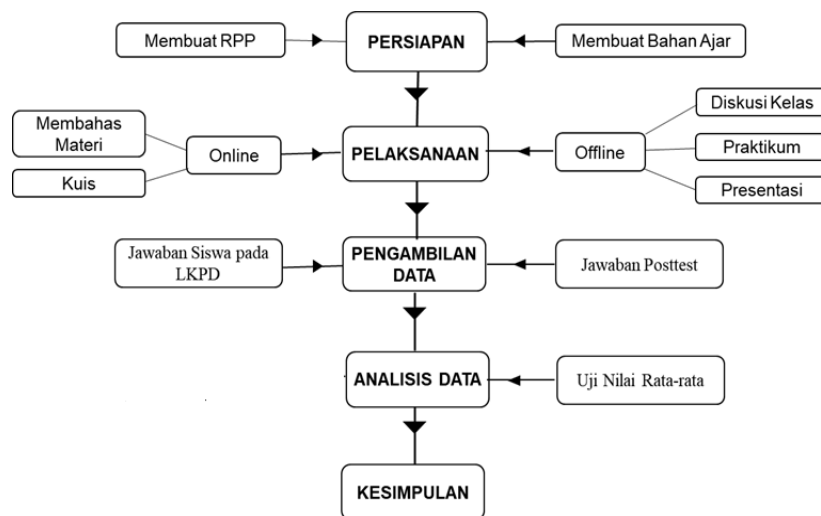 Membuat RPP
PERSIAPAN
Membuat Bahan Ajar
Membahas
Materi
Kuis
Online
PELAKSANAAN
Offline
Diskusi Kelas
Praktikum
Presentasi
Jawaban Siswa pada
LKPD
PENGAMBILAN
DATA
Jawaban Posttest
ANALISIS DATA
Uji Nilai Rata-rata
KESIMPULAN